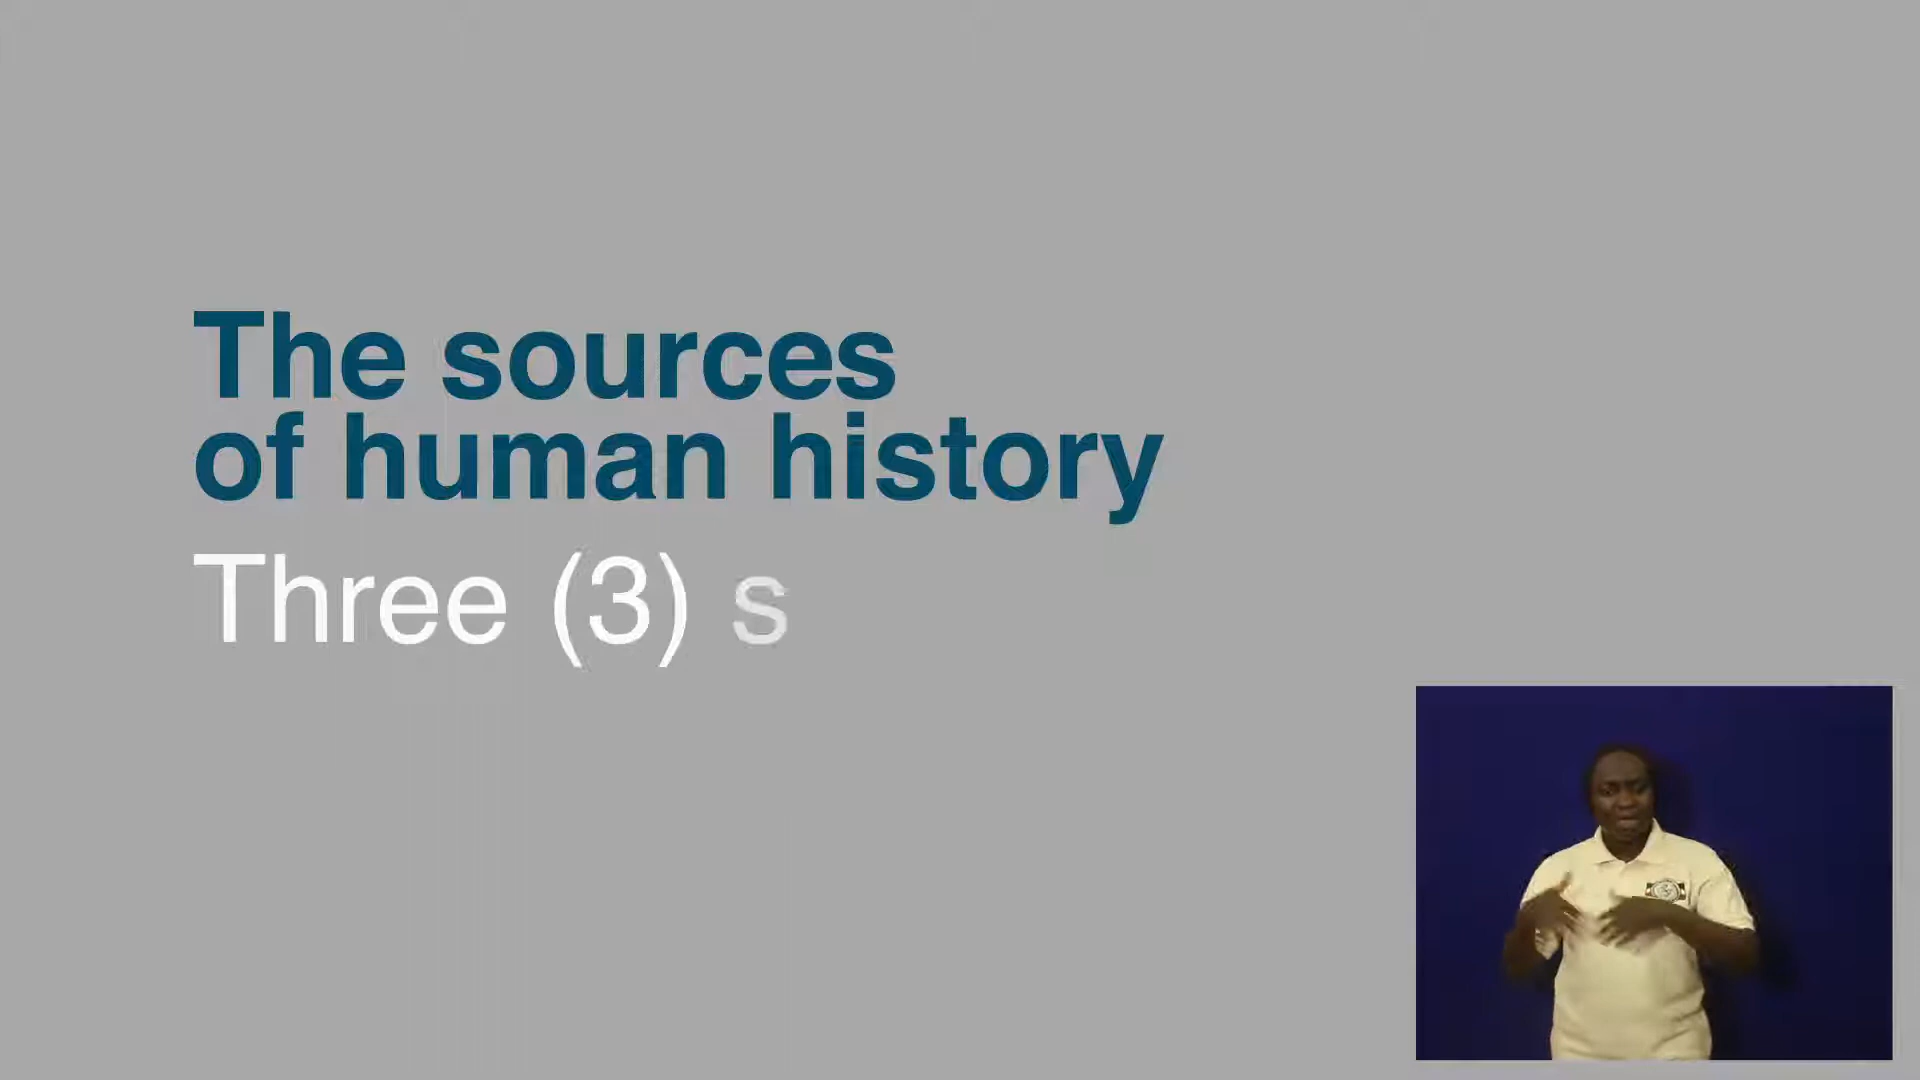 The sources
of human history
Three (3) s